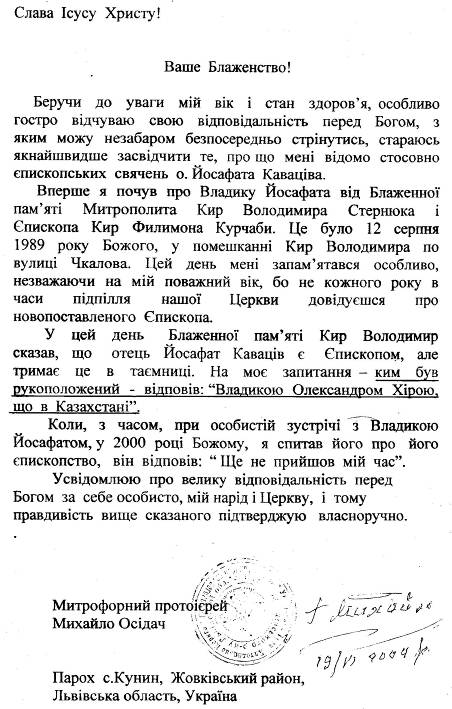 Слава Ісусу Христу!
Ваше Блаженство!
Беручи до уваги мій вік і стан здоров’я, особливо
гостро відчуваю свою відповідальність перед Богом, з
яким можу незабаром безпосередньо стрінутись, стараюсь
якнайшвидше засвідчити те, про що мені відомо стосовно
єпископських свячень о. Йосафата Каваціва.
Вперше я почув про Владику Йосафата від Блаженної
пам’яті Митрополита Кир Володимира Стернюка і
Єпископа Кир Филимона Курчаби. Це було 12 серпня
1989 року Божого, у помешканні Кир Володимира по
вулиці Чкалова. Цей день мені запам’ятався особливо,
незважаючи на мій поважний вік, бо не кожного року в
часи підпілля нашої Церкви довідуєшся про
новопоставленого Єпископа.
У цей день Блаженної пам’яті Кир Володимир
сказав, що отець Йосафат Каваців є Єпископом, але
тримає це в таємниці. На моє запитання – ким був
рукоположений - відповів: “Владикою Олександром Хірою,
що в Казахстані”.
Коли, з часом, при особистій зустрічі з Владикою
Йосафатом, у 2000 році Божому, я спитав його про його
єпископство, він відповів: “ Ще не прийшов мій час”.
Усвідомлюю про велику відповідальність перед
Богом за себе особисто, мій нарід і Церкву, і тому
правдивість вище сказаного підтверджую власноручно.
.
Митрофорний протоієрей
Михайло Осідач
Парох с.Кунин, Жовківський район,
Львівська область, Україна